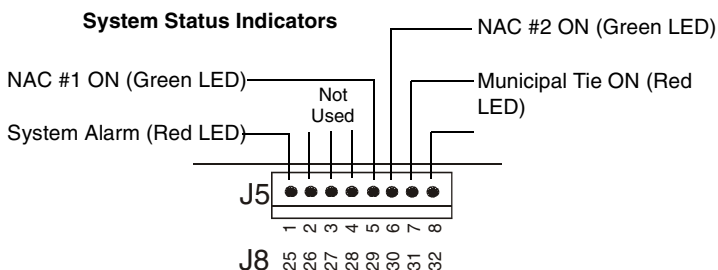 System Status Indicators
NAC #2 ON (Green LED)
NAC #1 ON (Green LED)
Municipal Tie ON (Red
LED)
Not
Used
System Alarm (Red LED)
J5
1 2 3 4 5 6 7 8
J8 25 26 27 28 29 30 31 32